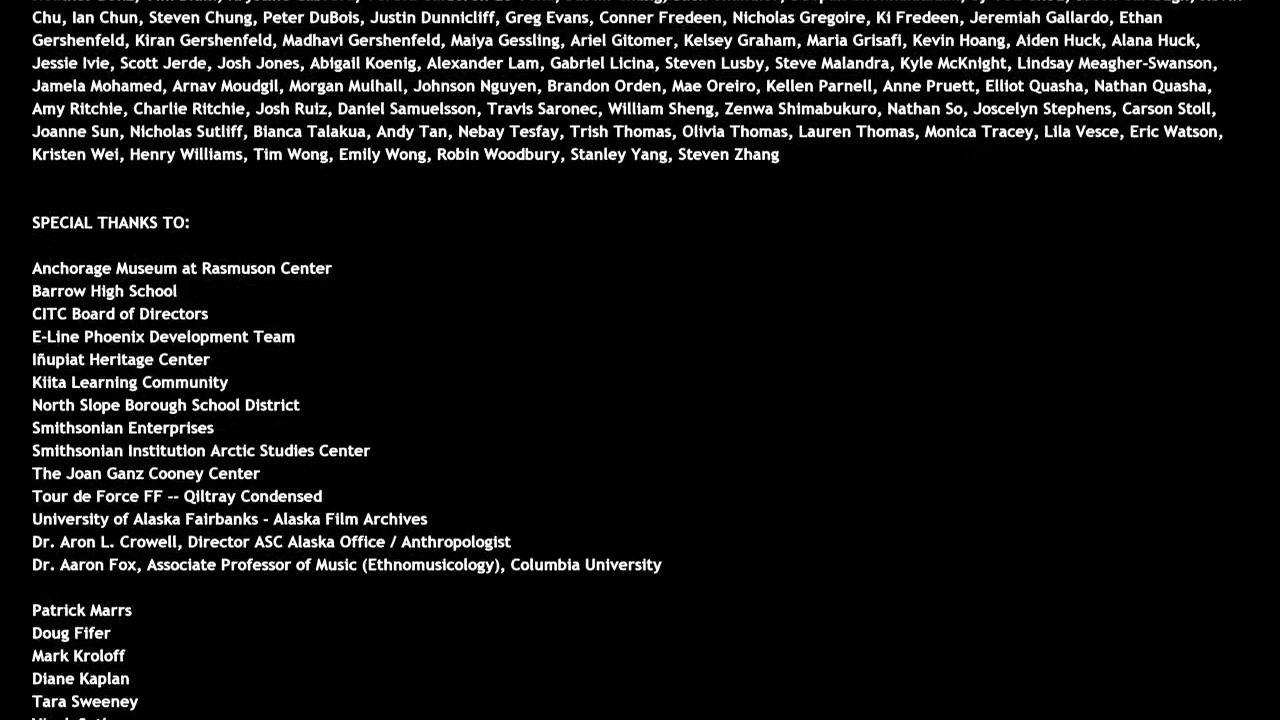 Chu, Ian Chun, Steven Chung, Peter DuBois, Justin Dunnicliff, Greg Evans, Conner Fredeen, Nicholas Gregoire, Ki Fredeen, Jeremiah Gallardo, Ethan
Gershenfeld, Kiran Gershenfeld, Madhavi Gershenfeld, Maiya Gessling, Ariel Gitomer, Kelsey Graham, Maria Grisafi, Kevin Hoang, Aiden Huck, Alana Huck,
Jessie Ivie, Scott Jerde, Josh Jones, Abigail Koenig, Alexander Lam, Gabriel Licina, Steven Lusby, Steve Malandra, Kyle McKnight, Lindsay Meagher-Swanson,
Jamela Mohamed, Arnav Moudgil, Morgan Mulhall, Johnson Nguyen, Brandon Orden, Mae Oreiro, Kellen Parnell, Anne Pruett, Elliot Quasha, Nathan Quasha,
Amy Ritchie, Charlie Ritchie, Josh Ruiz, Daniel Samuelsson, Travis Saronec, William Sheng, Zenwa Shimabukuro, Nathan So, Joscelyn Stephens, Carson Stoll,
Joanne Sun, Nicholas Sutliff, Bianca Talakua, Andy Tan, Nebay Tesfay, Trish Thomas, Olivia Thomas, Lauren Thomas, Monica Tracey, Lila Vesce, Eric Watson,
Kristen Wei, Henry Williams, Tim Wong, Emily Wong, Robin Woodbury, Stanley Yang, Steven Zhang
SPECIAL THANKS TO:
Anchorage Museum at Rasmuson Center
Barrow High School
CITC Board of Directors
E-Line Phoenix Development Team
Iñupiat Heritage Center
Kiita Learning Community
North Slope Borough School District
Smithsonian Enterprises
Smithsonian Institution Arctic Studies Center
The Joan Ganz Cooney Center
Tour de Force FF -- Qiltray Condensed
University of Alaska Fairbanks - Alaska Film Archives
Dr. Aron L. Crowell, Director ASC Alaska Office / Anthropologist
Dr. Aaron Fox, Associate Professor of Music (Ethnomusicology), Columbia University
Patrick Marrs
Doug Fifer
Mark Kroloff
Diane Kaplan
Tara Sweeney